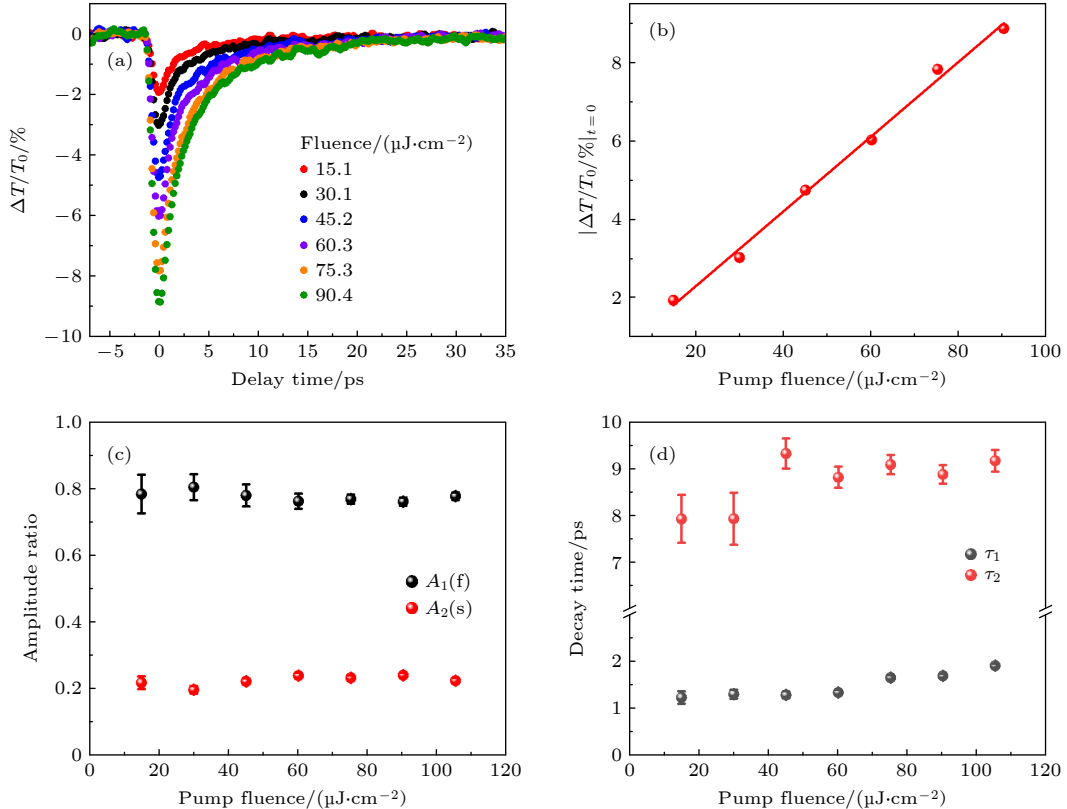 0
−2
−4
−6
−8
−10
ΔT/T0/%
(a)
Fluence/(µJ·cm−2)
15.1
30.1
45.2
60.3
75.3
90.4
−5 0 5 10 15 20 25 30 35
Delay time/ps
(b)
8
6
4
2
|ΔT/T0/%|t=0
20 40 60 80 100
Pump fluence/(µJ·cm−2)
(c)
1.0
0.8
0.6
0.4
0.2
0
Amplitude ratio
A1(f)
A2(s)
0 20 40 60 80 100 120
Pump fluence/(µJ·cm−2)
(d)
10
9
8
7
2
1
0
Decay time/ps
τ1
τ2
0 20 40 60 80 100 120
Pump fluence/(µJ·cm−2)